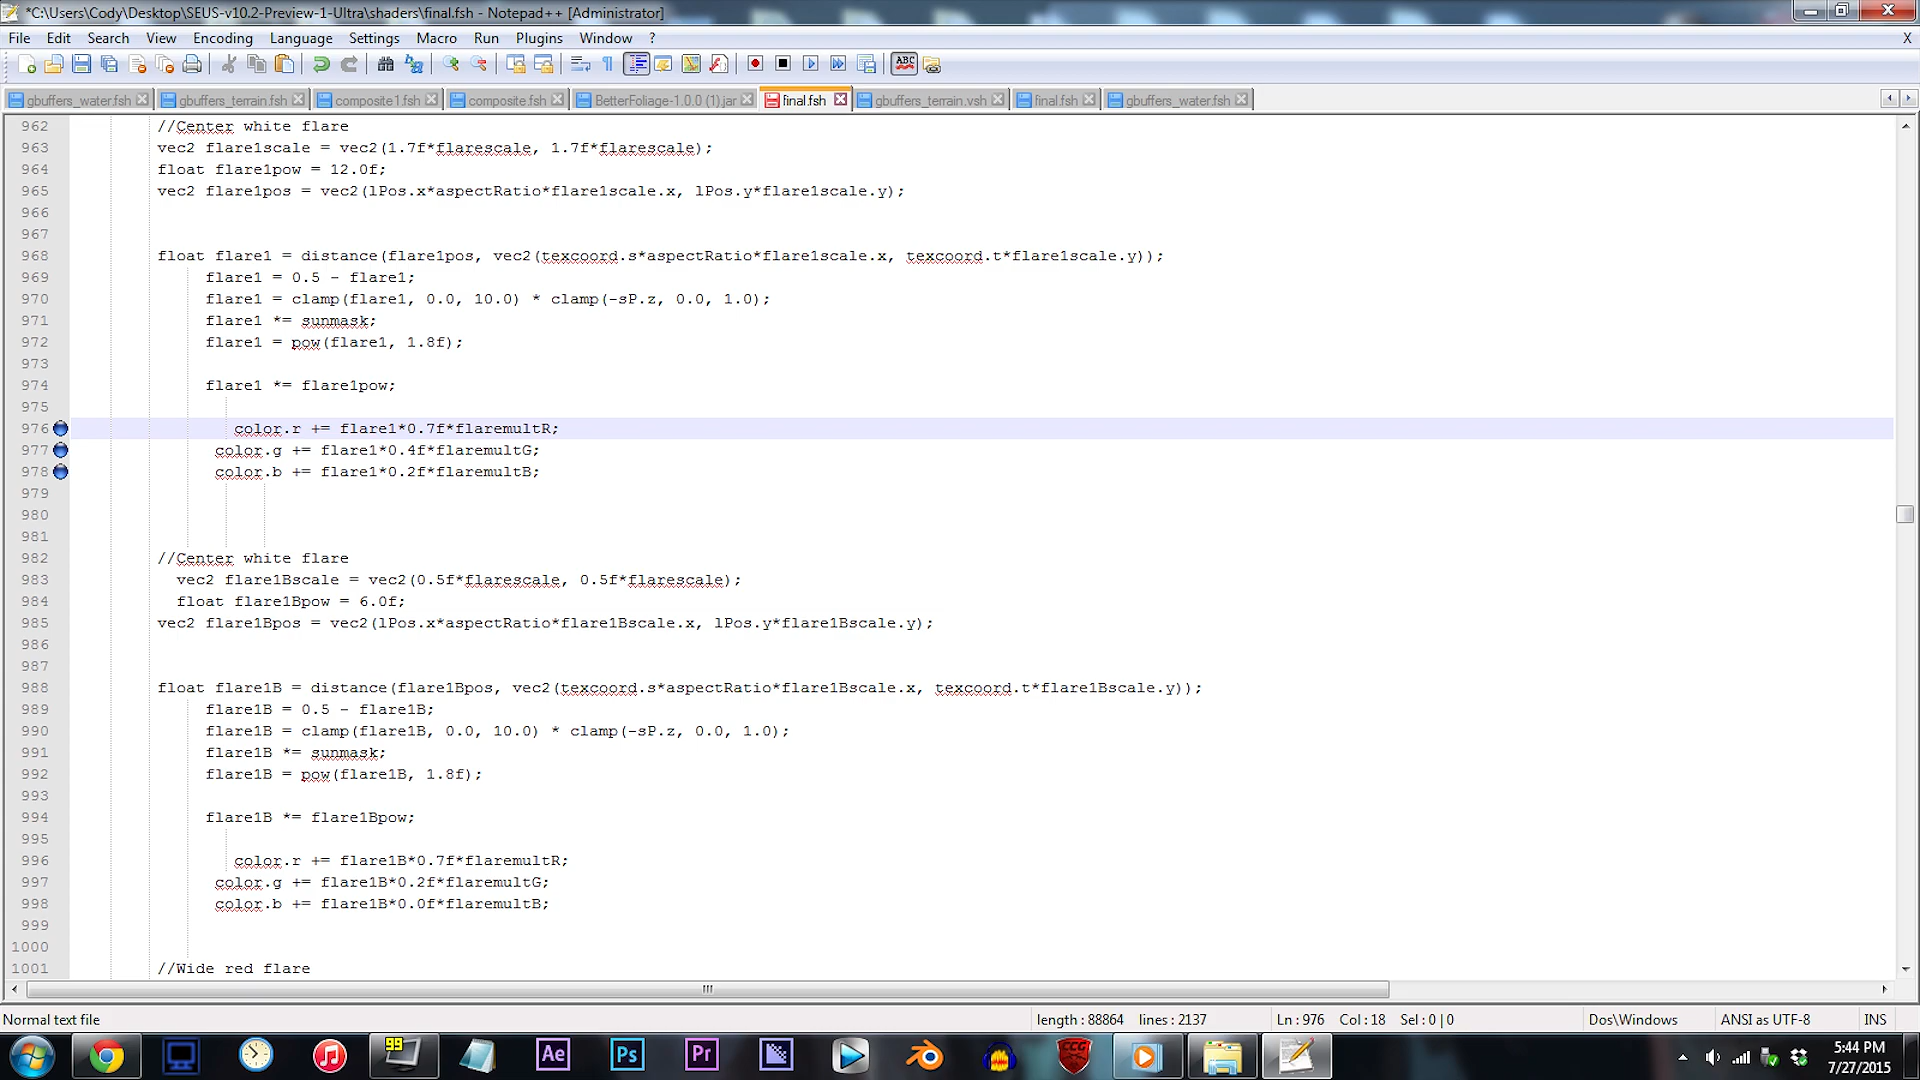 *C:\Users\Cody\Desktop\SEUS-v10.2-Preview-1-Ultra\shaders\final.fsh - Notepad++ [Administrator]
File Edit Search View Encoding Language Settings Macro Run Plugins Window ? X
ABC
gbuffers_water.fsh gbuffers_terrain.fsh composite1.fsh composite.fsh BetterFoliage-1.0.0 (1).jar final.fsh gbuffers_terrain.vsh final.fsh gbuffers_water.fsh
962 //Center white flare
963 vec2 flare1scale = vec2(1.7f*flarescale, 1.7f*flarescale);
964 float flare1pow = 12.0f;
965 vec2 flare1pos = vec2(lPos.x*aspectRatio*flare1scale.x, lPos.y*flare1scale.y);
966
967
968 float flare1 = distance(flare1pos, vec2(texcoord.s*aspectRatio*flare1scale.x, texcoord.t*flare1scale.y));
969 flare1 = 0.5 - flare1;
970 flare1 = clamp(flare1, 0.0, 10.0) * clamp(-sP.z, 0.0, 1.0);
971 flare1 *= sunmask;
972 flare1 = pow(flare1, 1.8f);
973
974 flare1 *= flare1pow;
975
976 color.r += flare1*0.7f*flaremultR;
977 color.g += flare1*0.4f*flaremultG;
978 color.b += flare1*0.2f*flaremultB;
979
980
981
982 //Center white flare
983 vec2 flare1Bscale = vec2(0.5f*flarescale, 0.5f*flarescale);
984 float flare1Bpow = 6.0f;
985 vec2 flare1Bpos = vec2(lPos.x*aspectRatio*flare1Bscale.x, lPos.y*flare1Bscale.y);
986
987
988 float flare1B = distance(flare1Bpos, vec2(texcoord.s*aspectRatio*flare1Bscale.x, texcoord.t*flare1Bscale.y));
989 flare1B = 0.5 - flare1B;
990 flare1B = clamp(flare1B, 0.0, 10.0) * clamp(-sP.z, 0.0, 1.0);
991 flare1B *= sunmask;
992 flare1B = pow(flare1B, 1.8f);
993
994 flare1B *= flare1Bpow;
995
996 color.r += flare1B*0.7f*flaremultR;
997 color.g += flare1B*0.2f*flaremultG;
998 color.b += flare1B*0.0f*flaremultB;
999
1000
1001 //Wide red flare
Normal text file length : 88864 lines : 2137 Ln : 976 Col : 18 Sel : 0 | 0 Dos\Windows ANSI as UTF-8 INS
99 Ae Ps Pr CCG 5:44 PM
7/27/2015